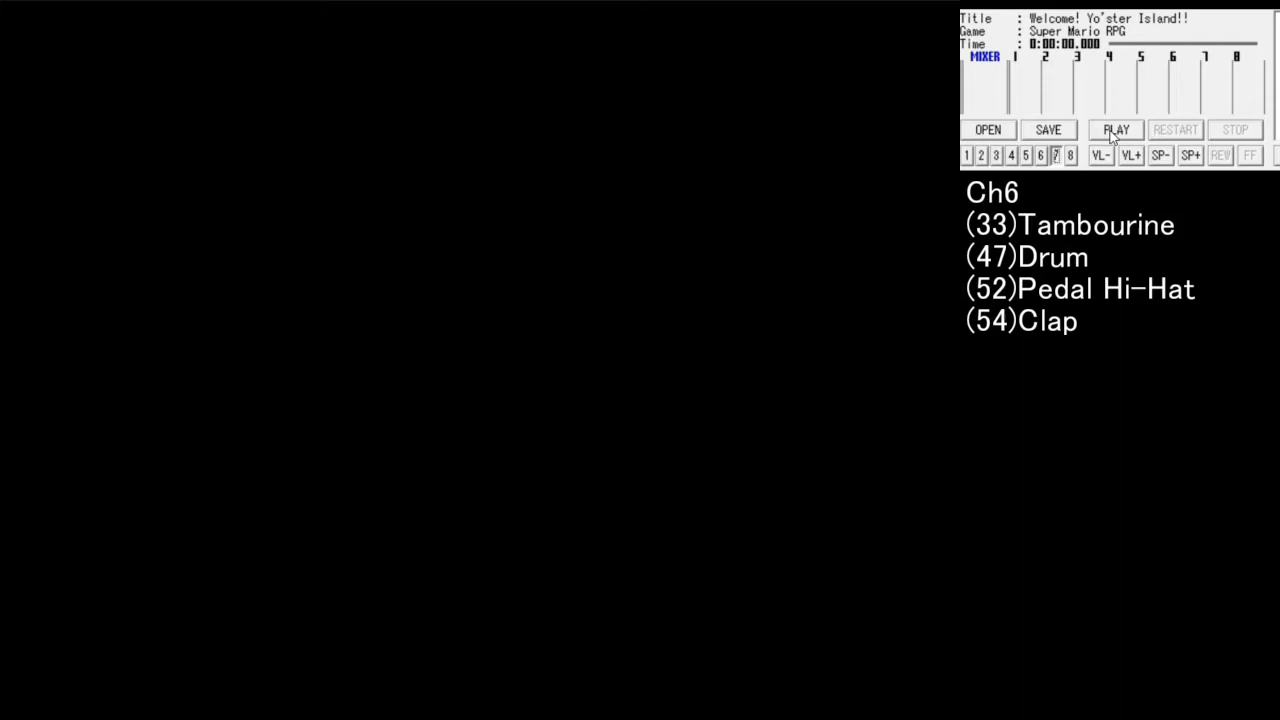 Title : Welcome! Yo'ster Island!!
Game : Super Mario RPG
Time : 0:00:00.000
MIXER 1 2 3 4 5 6 7 8
OPEN SAVE PLAY RESTART STOP
1 2 3 4 5 6 7 8 VL- VL+ SP- SP+ REW FF
Ch6
(33)Tambourine
(47)Drum
(52)Pedal Hi-Hat
(54)Clap